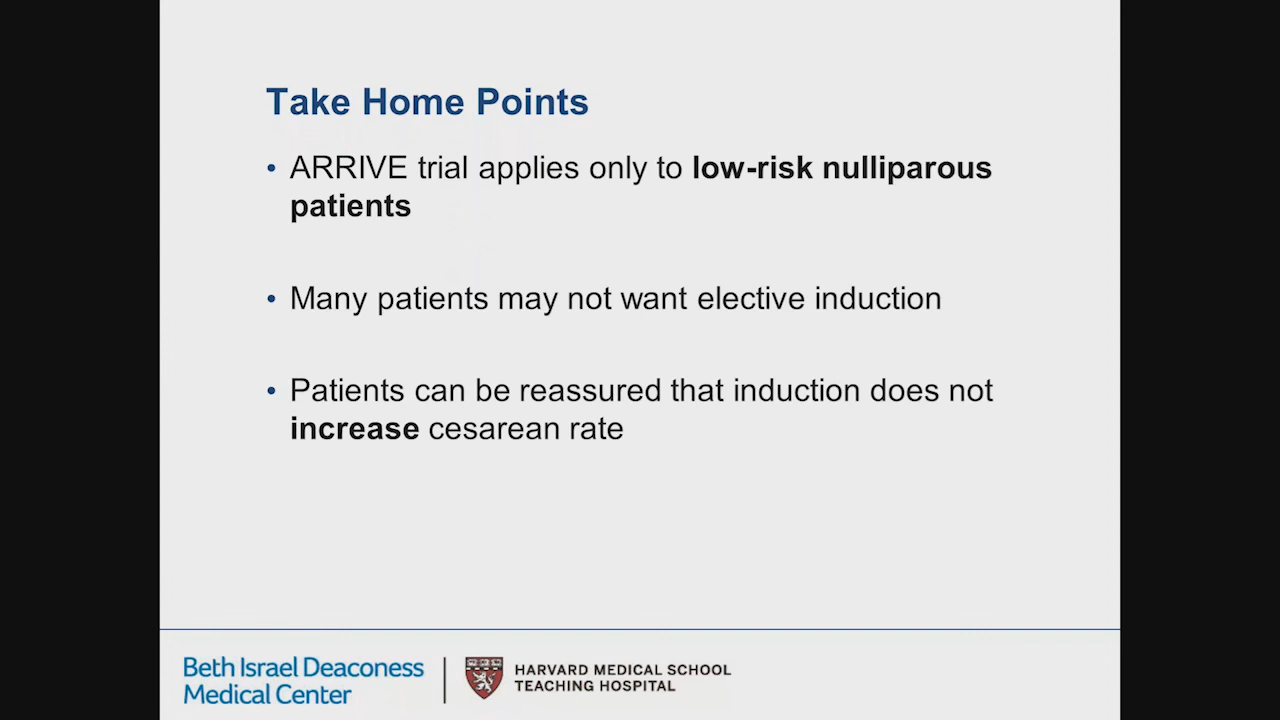 Take Home Points
• ARRIVE trial applies only to low-risk nulliparous
patients
• Many patients may not want elective induction
• Patients can be reassured that induction does not
increase cesarean rate
Beth Israel Deaconess
Medical Center
HARVARD MEDICAL SCHOOL
TEACHING HOSPITAL